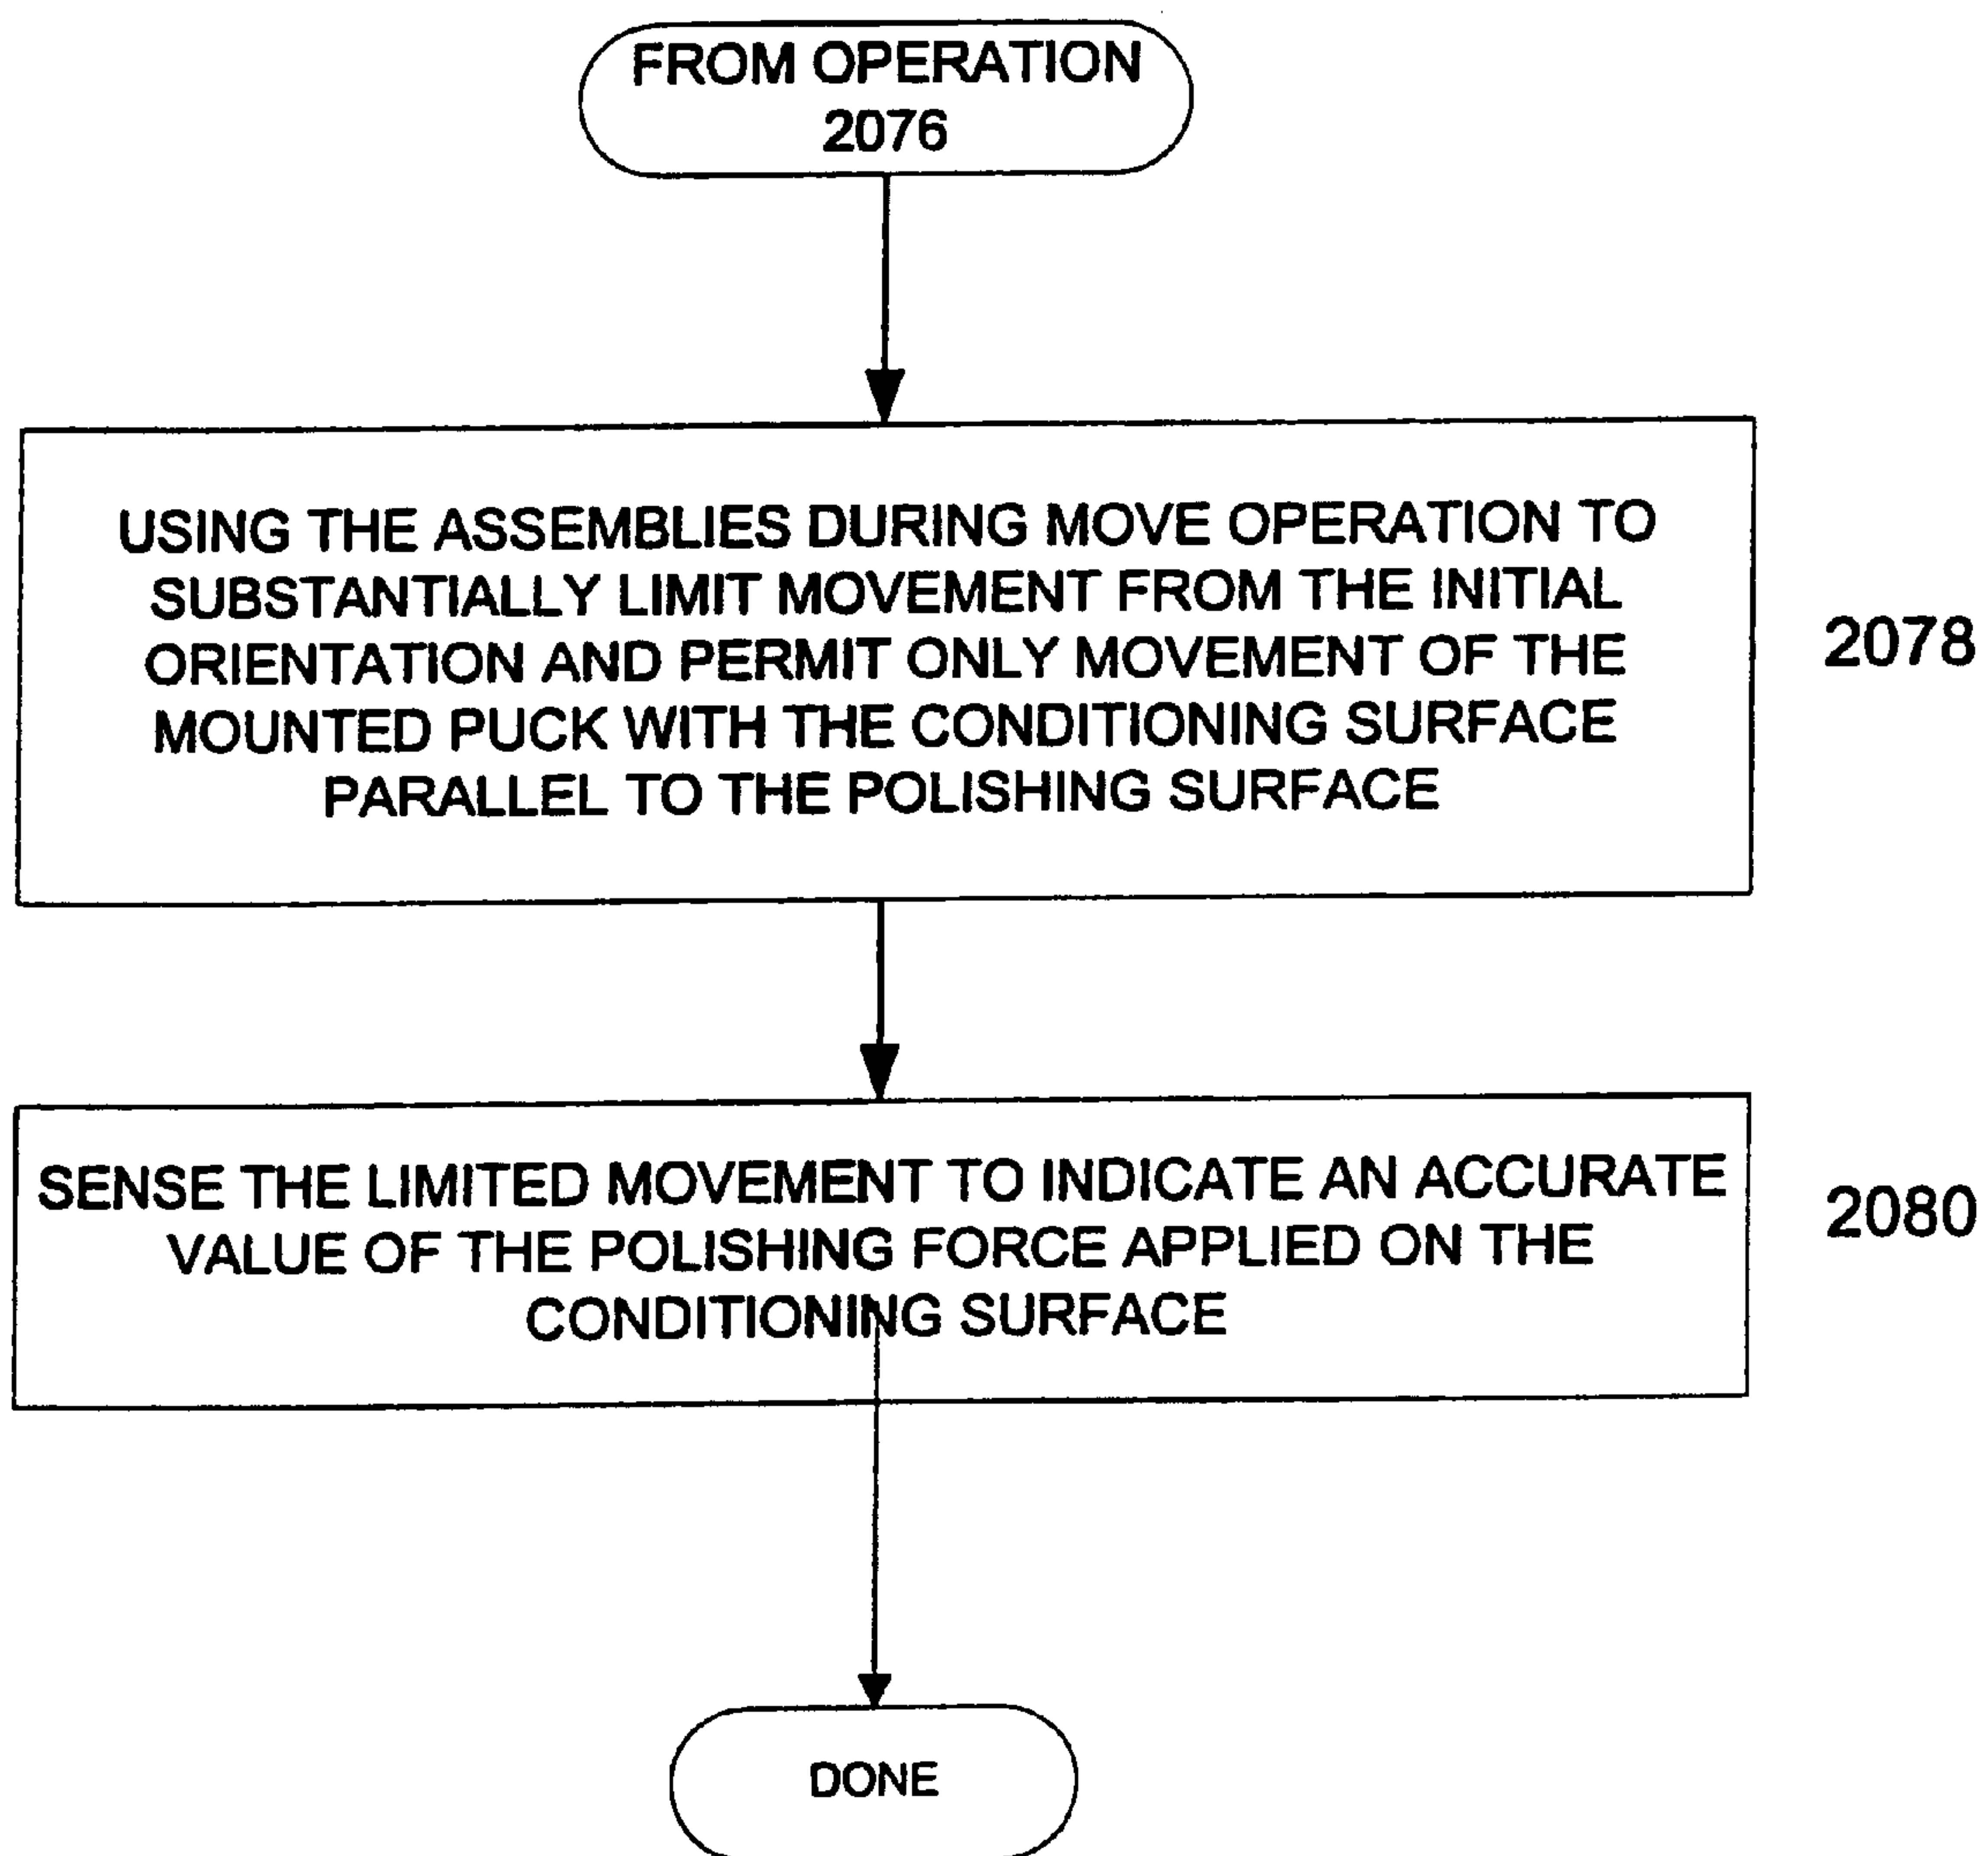 FROM OPERATION
2076
USING THE ASSEMBLIES DURING MOVE OPERATION TO
SUBSTANTIALLY LIMIT MOVEMENT FROM THE INITIAL
ORIENTATION AND PERMIT ONLY MOVEMENT OF THE
MOUNTED PUCK WITH THE CONDITIONING SURFACE
PARALLEL TO THE POLISHING SURFACE
2078
SENSE THE LIMITED MOVEMENT TO INDICATE AN ACCURATE
VALUE OF THE POLISHING FORCE APPLIED ON THE
CONDITIONING SURFACE
2080
DONE